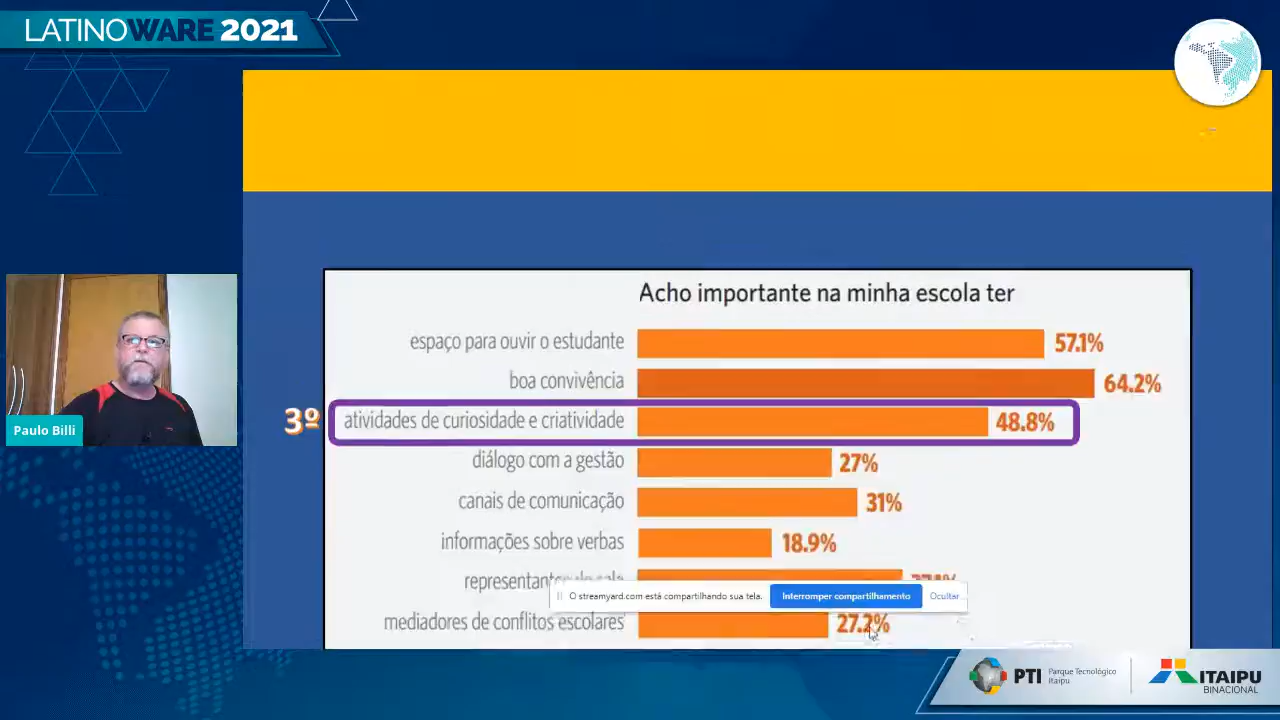 LATINOWARE 2021
Acho importante na minha escola ter
espaço para ouvir o estudante 57.1%
boa convivência 64.2%
3º atividades de curiosidade e criatividade 48.8%
diálogo com a gestão 27%
canais de comunicação 31%
informações sobre verbas 18.9%
representantes de sala
O streamyard.com está compartilhando sua tela. Interromper compartilhamento Ocultar
mediadores de conflitos escolares 27.2%
Paulo Billi
PTI Parque Tecnológico Itaipu
ITAIPU
BINACIONAL